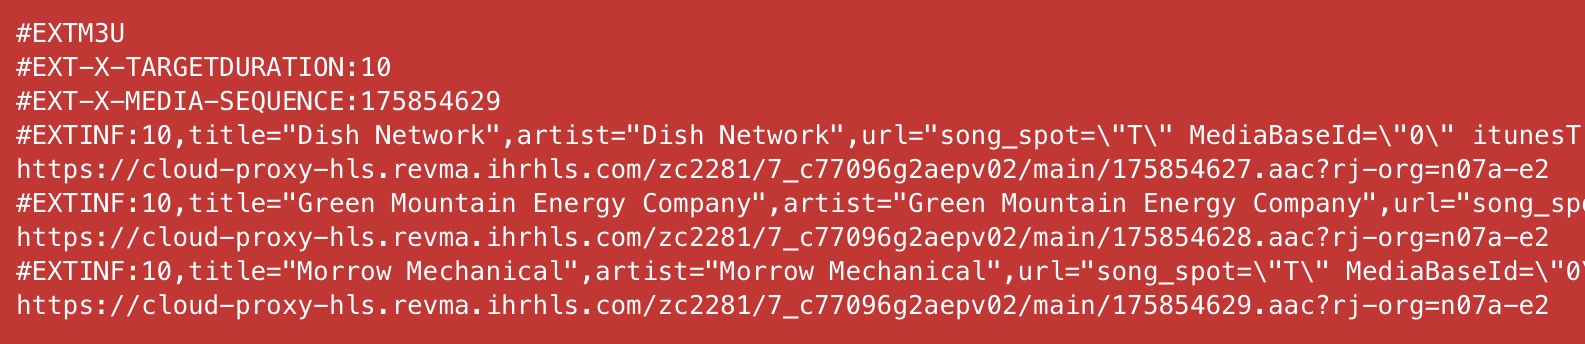 #EXTM3U
#EXT-X-TARGETDURATION:10
#EXT-X-MEDIA-SEQUENCE:175854629
#EXTINF:10,title="Dish Network",artist="Dish Network",url="song_spot=\"T\" MediaBaseId=\"0\" itunesT
https://cloud-proxy-hls.revma.ihrhls.com/zc2281/7_c77096g2aepv02/main/175854627.aac?rj-org=n07a-e2
#EXTINF:10,title="Green Mountain Energy Company",artist="Green Mountain Energy Company",url="song_spo
https://cloud-proxy-hls.revma.ihrhls.com/zc2281/7_c77096g2aepv02/main/175854628.aac?rj-org=n07a-e2
#EXTINF:10,title="Morrow Mechanical",artist="Morrow Mechanical",url="song_spot=\"T\" MediaBaseId=\"0\
https://cloud-proxy-hls.revma.ihrhls.com/zc2281/7_c77096g2aepv02/main/175854629.aac?rj-org=n07a-e2